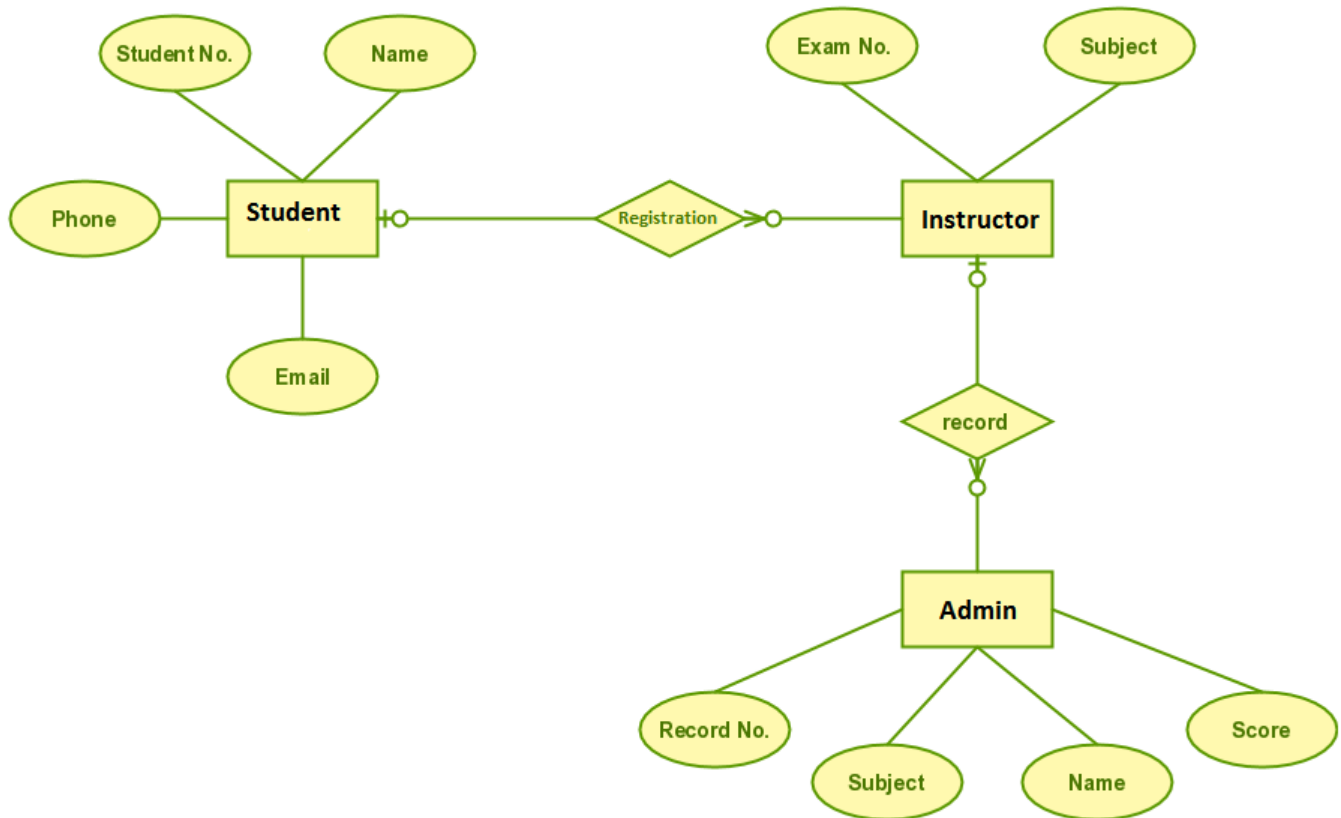 Student No.
Name
Exam No.
Subject
Phone
Student
Registration
Instructor
Email
record
Admin
Record No.
Subject
Name
Score